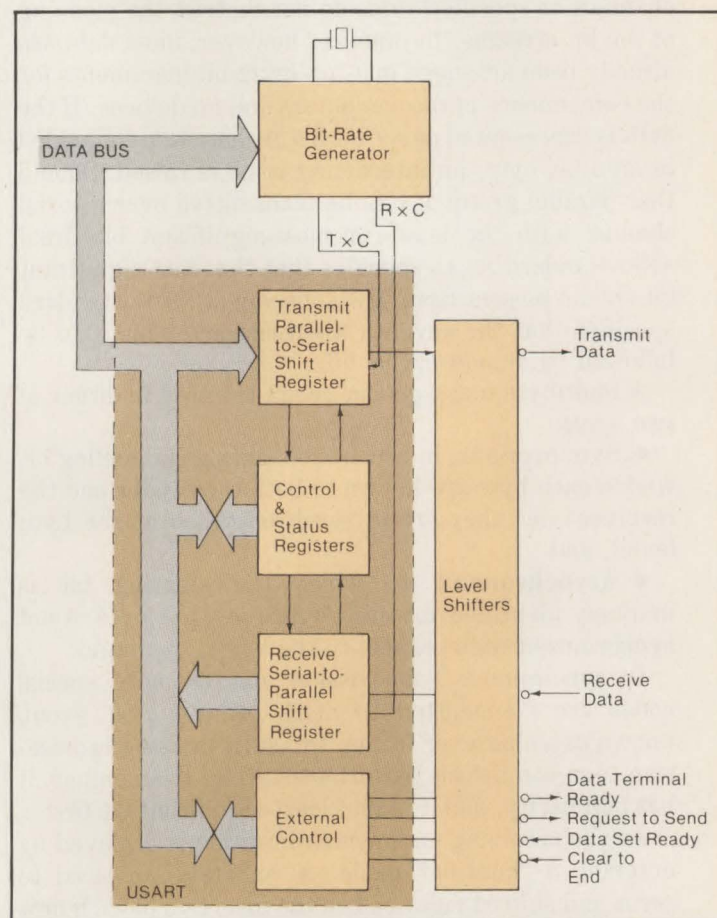 Bit-Rate
Generator
DATA BUS
R × C
T × C
Transmit
Parallel-
to-Serial
Shift
Register
Transmit
Data
Control
&
Status
Registers
Level
Shifters
Receive
Serial-to-
Parallel
Shift
Register
Receive
Data
External
Control
Data Terminal
Ready
Request to Send
Data Set Ready
Clear to
End
USART